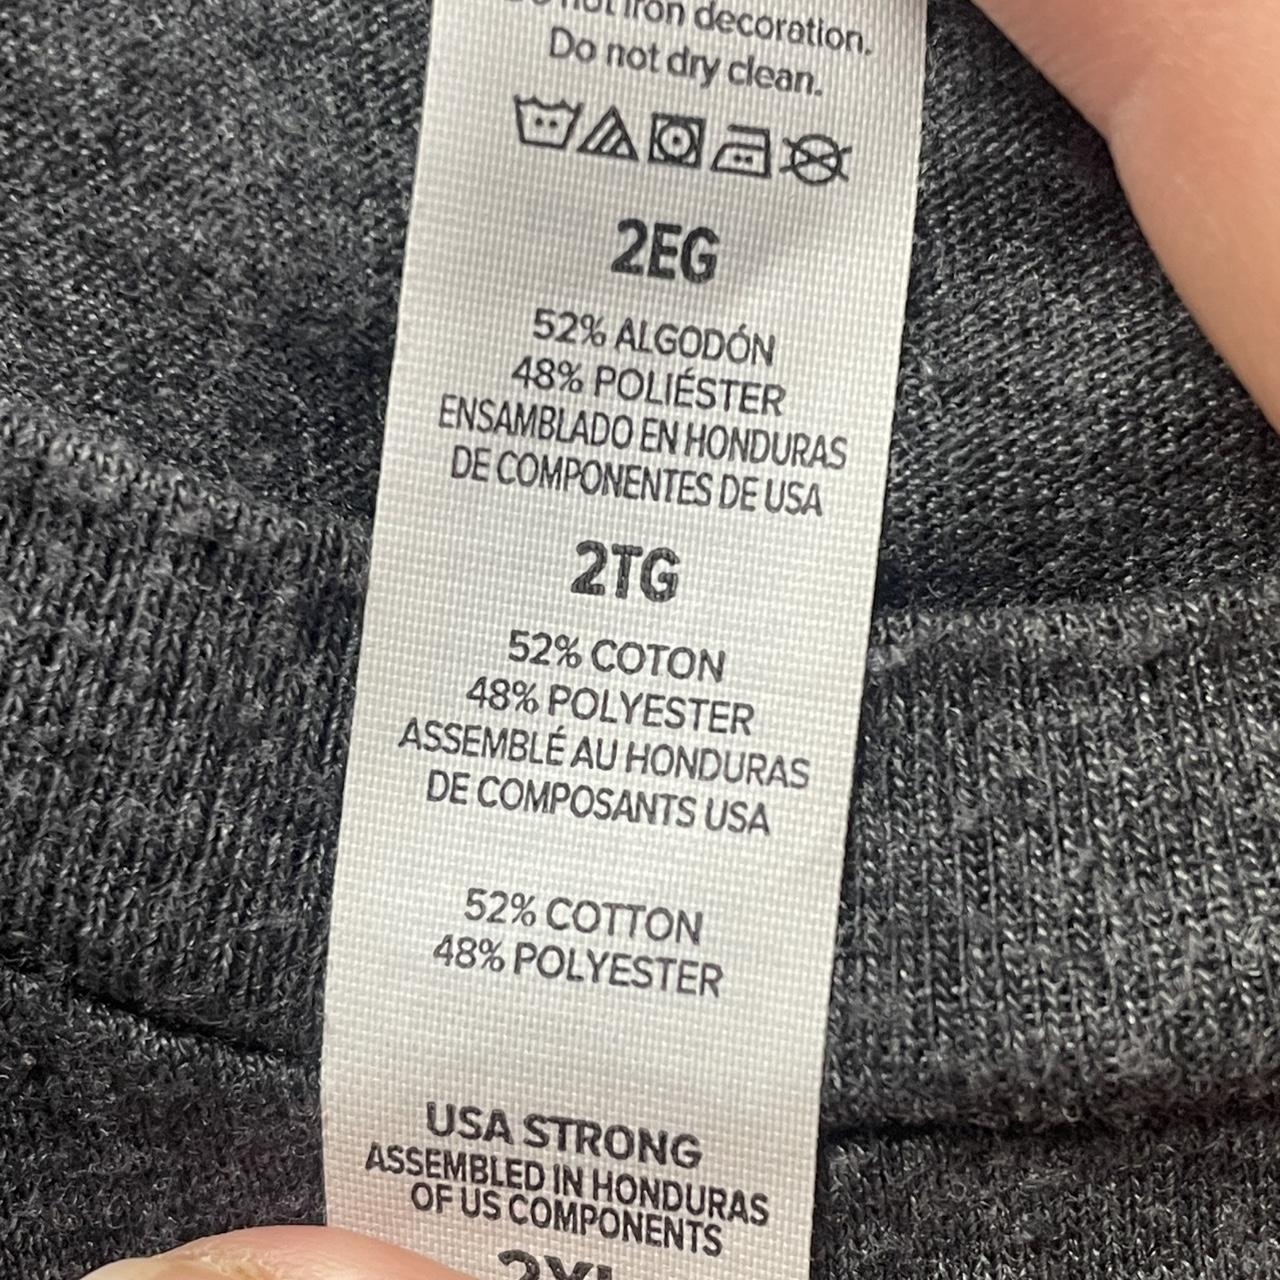 Do not iron decoration.
Do not dry clean.
2EG
52% ALGODÓN
48% POLIÉSTER
ENSAMBLADO EN HONDURAS
DE COMPONENTES DE USA
2TG
52% COTON
48% POLYESTER
ASSEMBLÉ AU HONDURAS
DE COMPOSANTS USA
52% COTTON
48% POLYESTER
USA STRONG
ASSEMBLED IN HONDURAS
OF US COMPONENTS
2XL